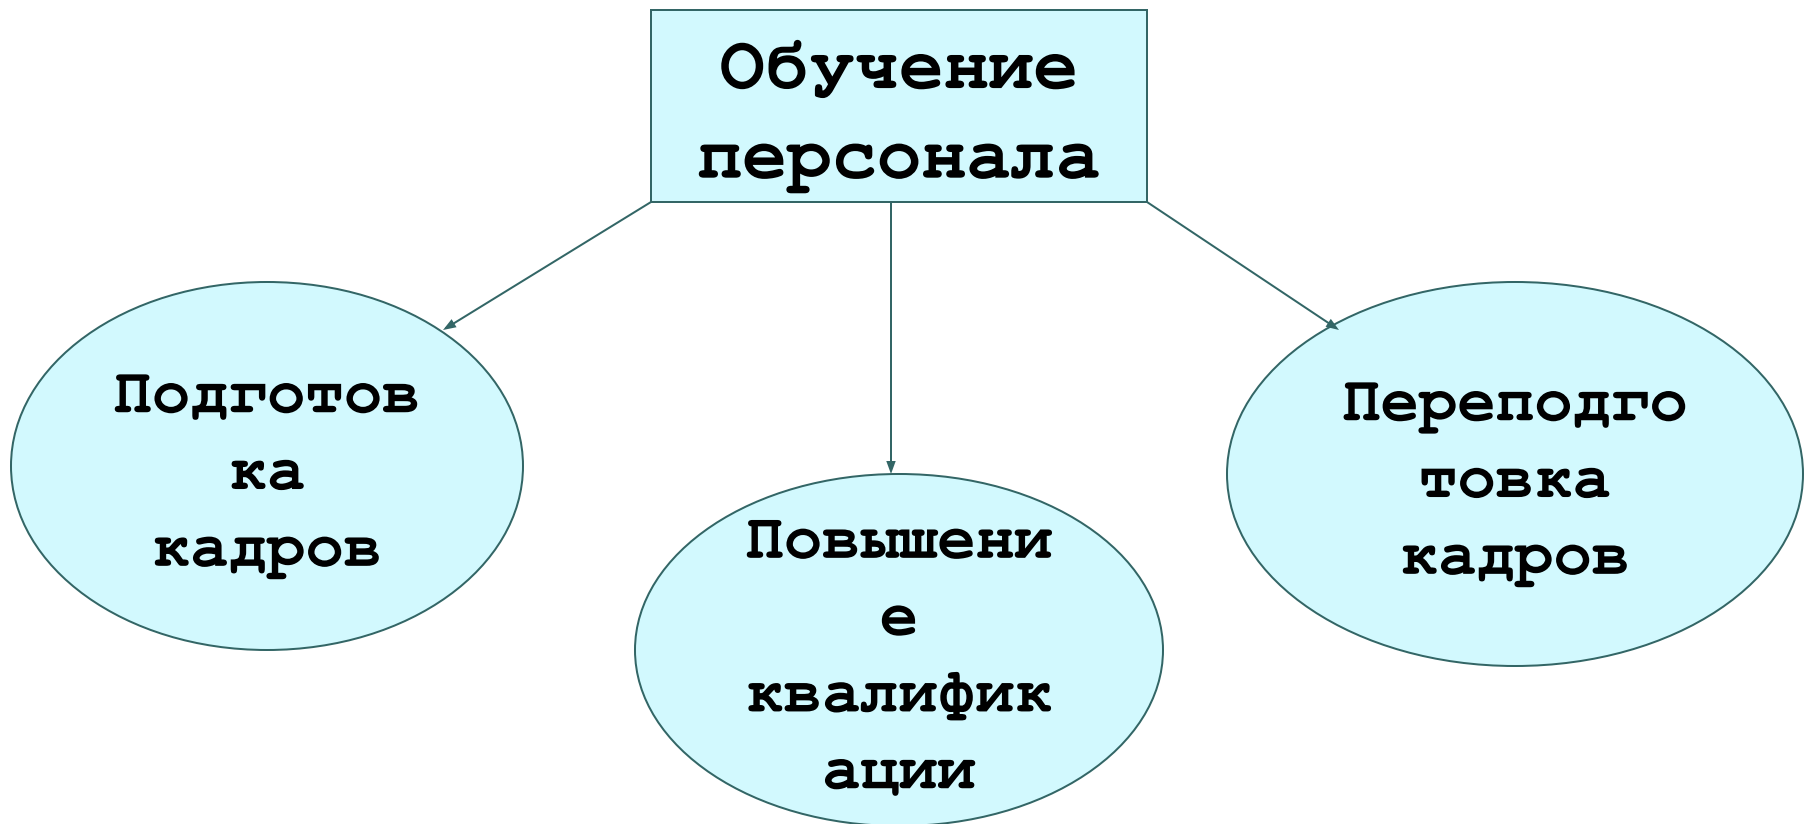 Обучение
персонала
Подготов
ка
кадров
Повышени
е
квалифик
ации
Переподго
товка
кадров